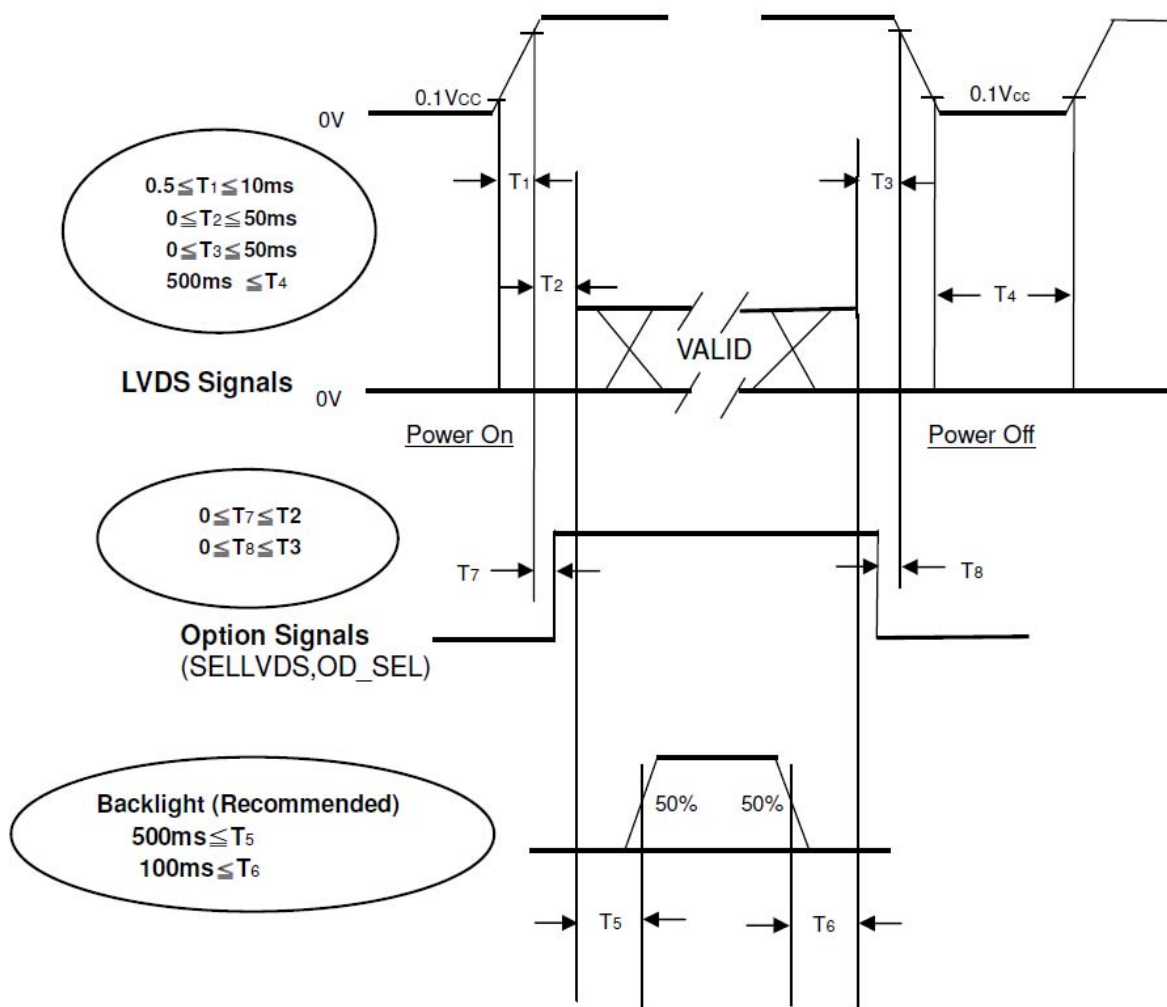 0.1VCC
0.1Vcc
0V
0.5≦T1≦10ms
0≦T2≦50ms
0≦T3≦50ms
500ms ≦T4
T1
T3
T2
T4
VALID
LVDS Signals
0V
Power On
Power Off
0≦T7≦T2
0≦T8≦T3
T7
T8
Option Signals
(SELLVDS,OD_SEL)
Backlight (Recommended)
500ms≦T5
100ms≦T6
50%
50%
T5
T6